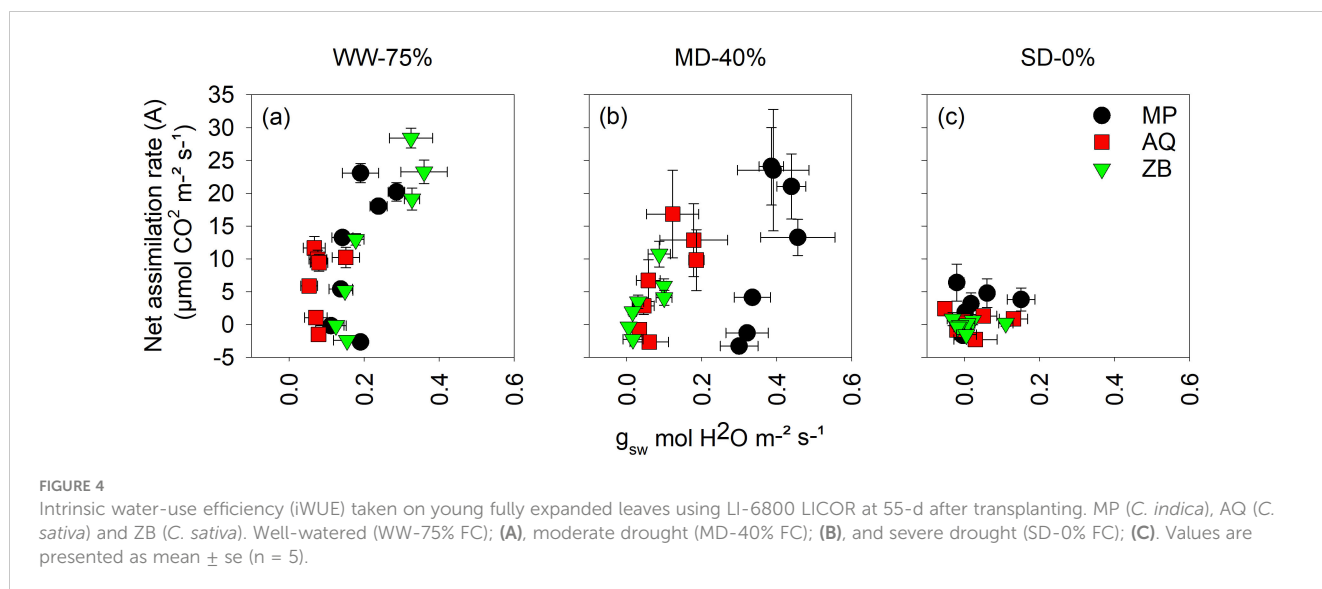 WW-75%
MD-40%
SD-0%
Net assimilation rate (A)
(µmol CO² m⁻² s⁻¹)
35
30
25
20
15
10
5
0
-5
(a)
(b)
(c)
MP
AQ
ZB
0.0 0.2 0.4 0.6
0.0 0.2 0.4 0.6
0.0 0.2 0.4 0.6
gsw mol H²O m⁻² s⁻¹
FIGURE 4
Intrinsic water-use efficiency (iWUE) taken on young fully expanded leaves using LI-6800 LICOR at 55-d after transplanting. MP (C. indica), AQ (C.
sativa) and ZB (C. sativa). Well-watered (WW-75% FC); (A), moderate drought (MD-40% FC); (B), and severe drought (SD-0% FC); (C). Values are
presented as mean ± se (n = 5).